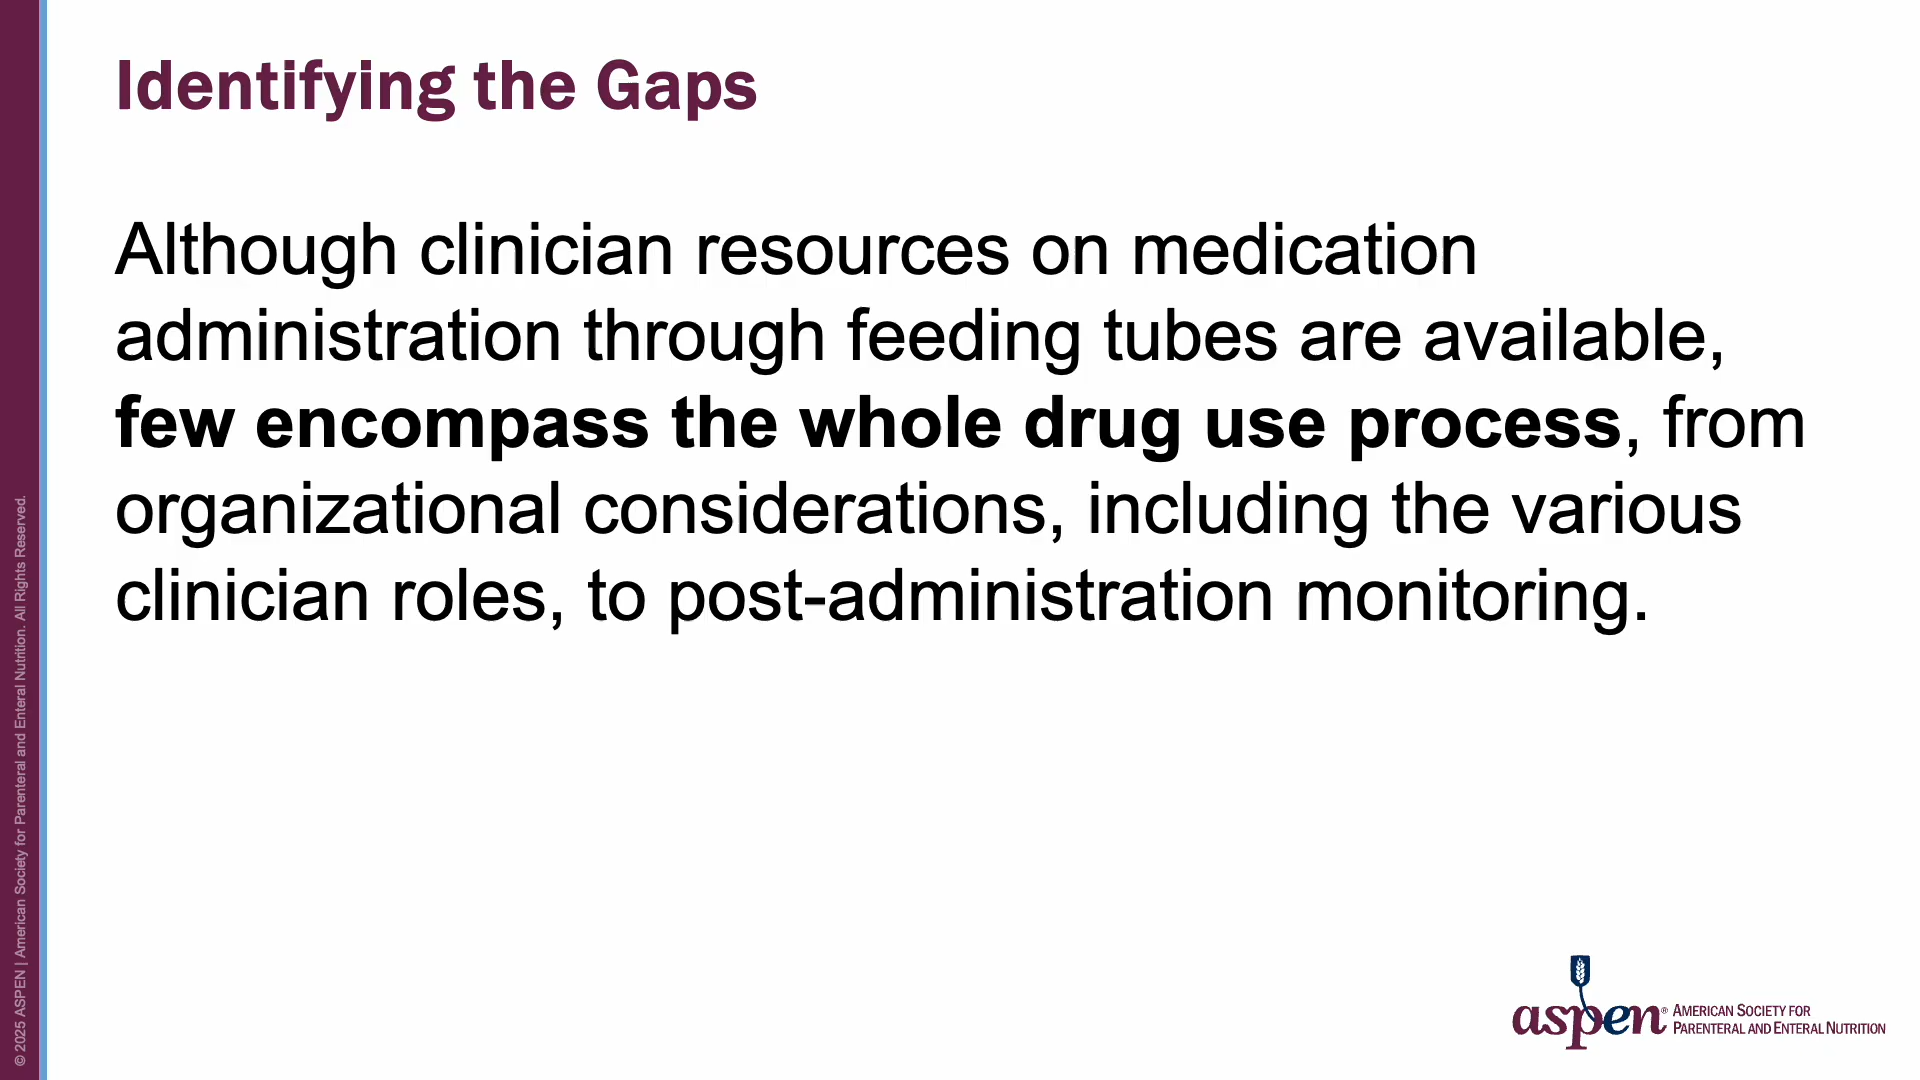 Identifying the Gaps
Although clinician resources on medication
administration through feeding tubes are available,
few encompass the whole drug use process, from
organizational considerations, including the various
clinician roles, to post-administration monitoring.
© 2025 ASPEN | American Society for Parenteral and Enteral Nutrition. All Rights Reserved.
aspen® AMERICAN SOCIETY FOR
PARENTERAL AND ENTERAL NUTRITION